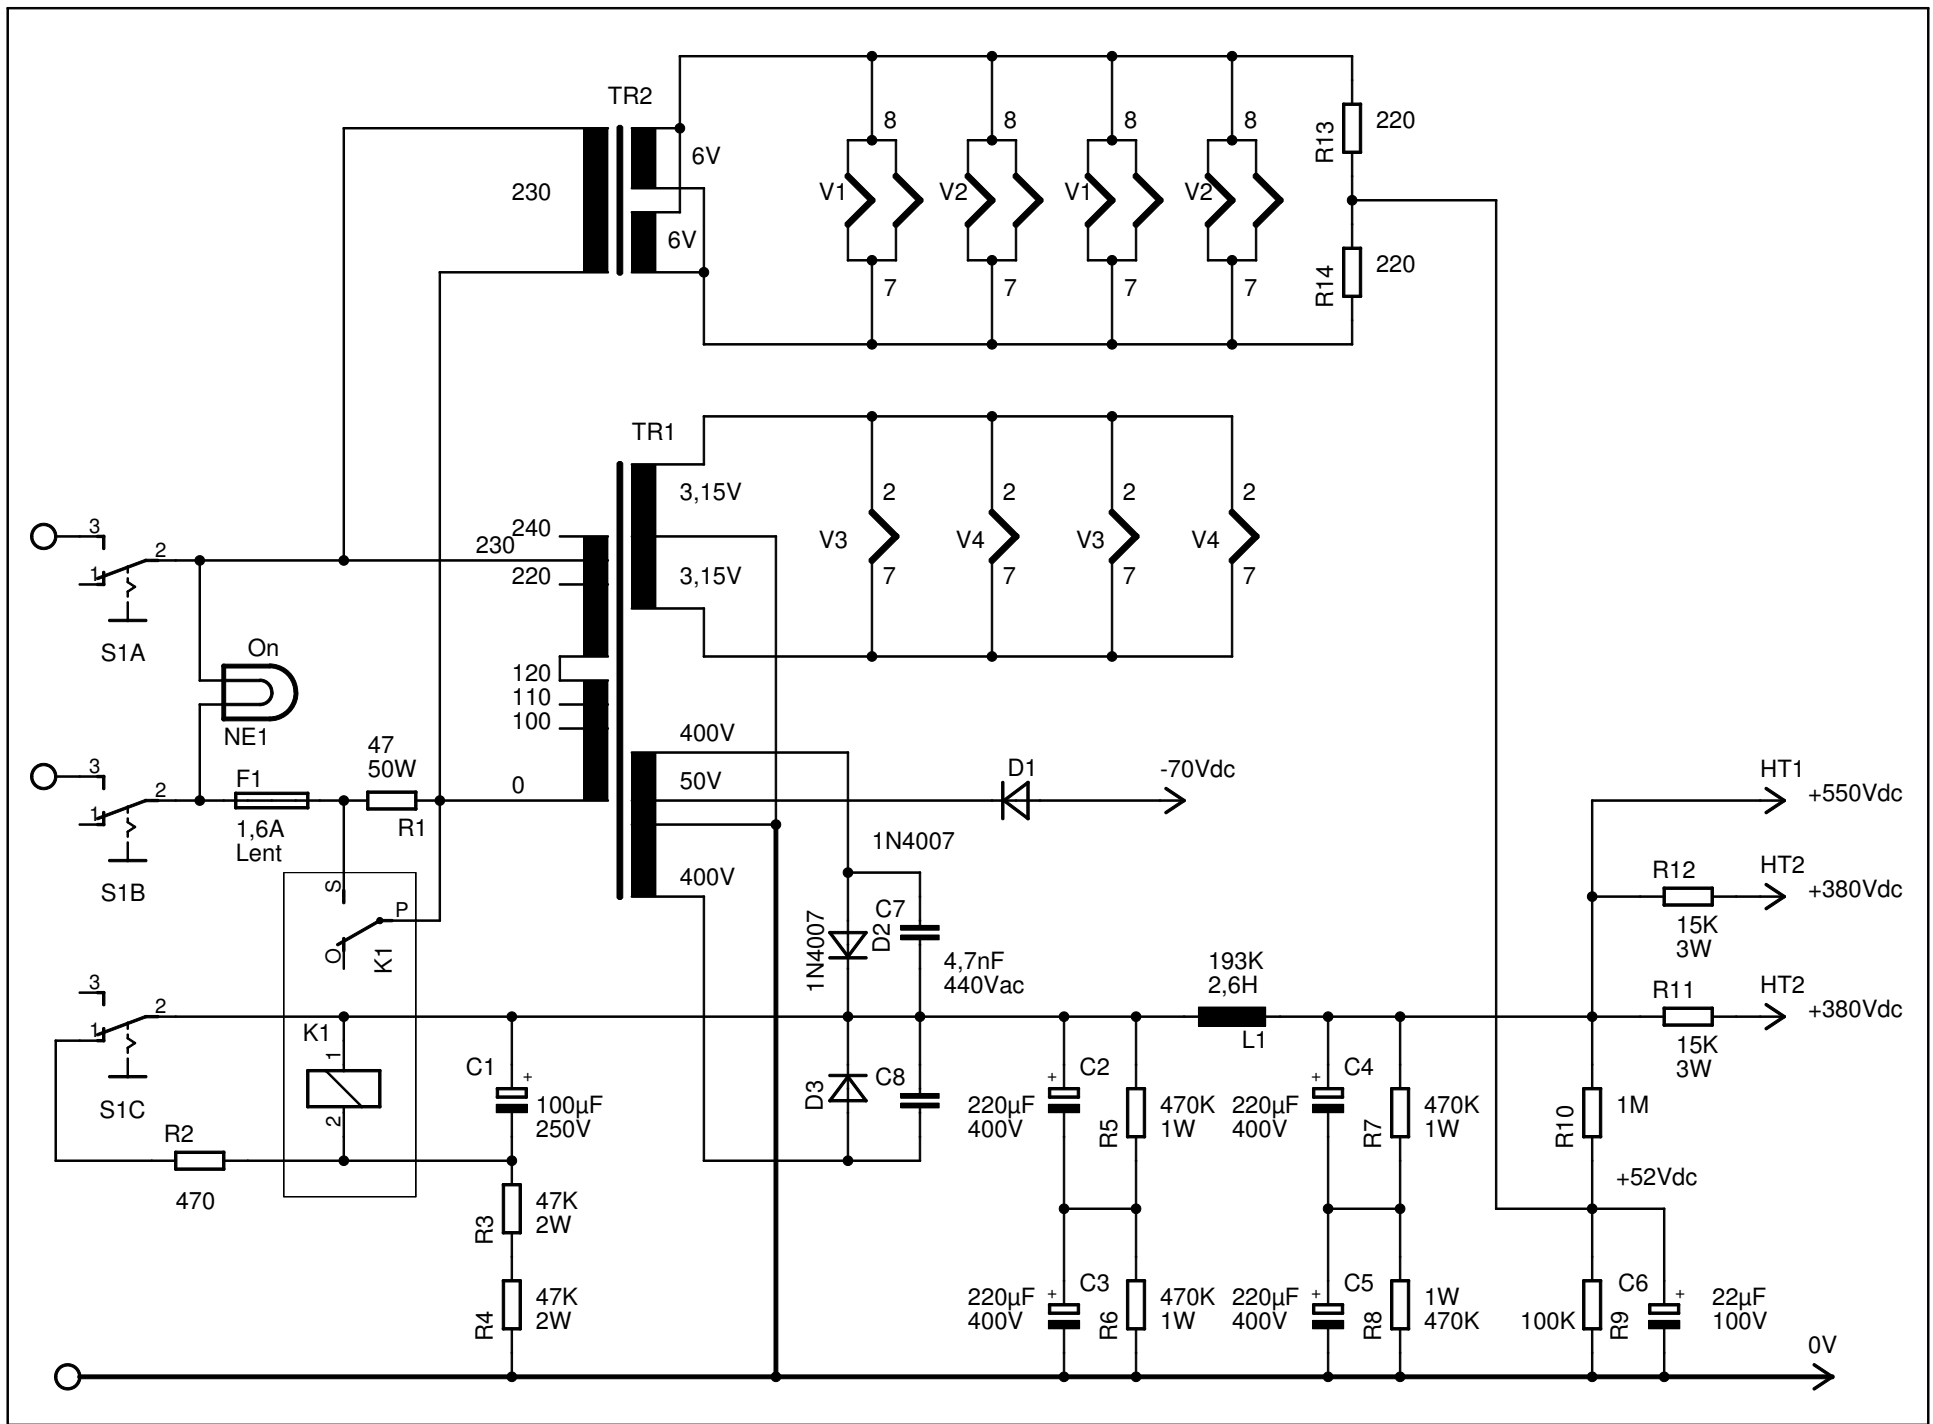 TR2
6V
6V
230
8
8
8
8
V1
V2
V1
V2
7
7
7
7
R13
220
R14
220
TR1
3,15V
3,15V
2
2
2
2
V3
V4
V3
V4
7
7
7
7
240
230
220
120
110
100
0
3
2
1
S1A
On
NE1
3
2
1
S1B
F1
1,6A
Lent
47
50W
R1
400V
50V
400V
D1
-70Vdc
1N4007
S
P
O
K1
3
2
1
S1C
K1
1
2
R2
470
C1
+
100µF
250V
R3
47K
2W
R4
47K
2W
1N4007
D2
C7
4,7nF
440Vac
D3
C8
193K
2,6H
L1
C2
+
220µF
400V
R5
470K
1W
C3
+
220µF
400V
R6
470K
1W
C4
+
220µF
400V
R7
470K
1W
C5
+
220µF
400V
R8
1W
470K
HT1
+550Vdc
R12
HT2
+380Vdc
15K
3W
R11
HT2
+380Vdc
15K
3W
R10
1M
+52Vdc
100K
R9
C6
+
22µF
100V
0V